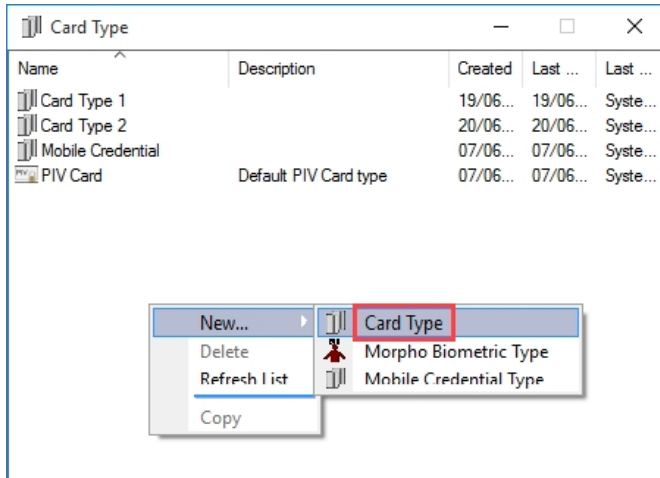 Card Type
Name Description Created Last ... Last ...
Card Type 1 19/06... 19/06... Syste...
Card Type 2 20/06... 20/06... Syste...
Mobile Credential 07/06... 07/06... Syste...
PIV Card Default PIV Card type 07/06... 07/06... Syste...
New... Card Type
Delete Morpho Biometric Type
Refresh List Mobile Credential Type
Copy